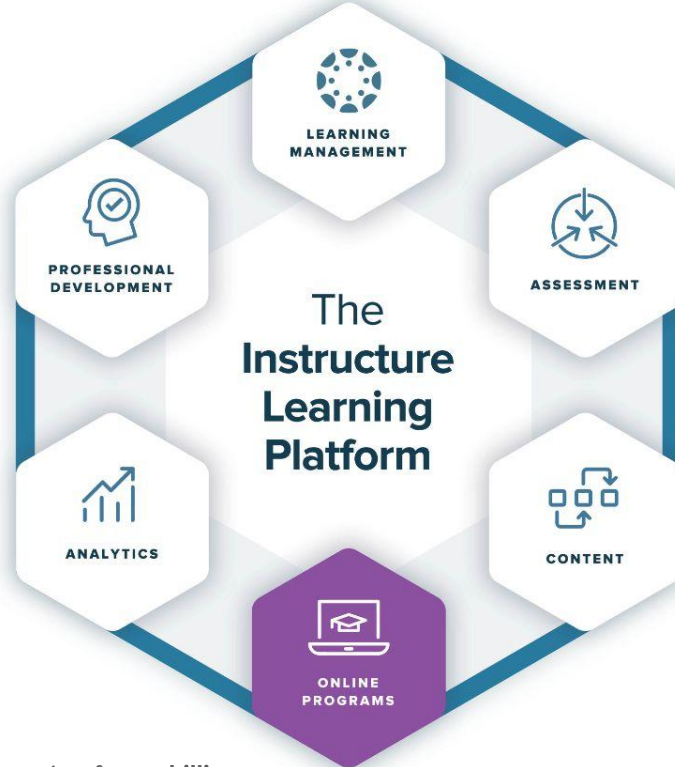 LEARNING
MANAGEMENT
PROFESSIONAL
DEVELOPMENT
ASSESSMENT
The
Instructure
Learning
Platform
ANALYTICS
CONTENT
ONLINE
PROGRAMS